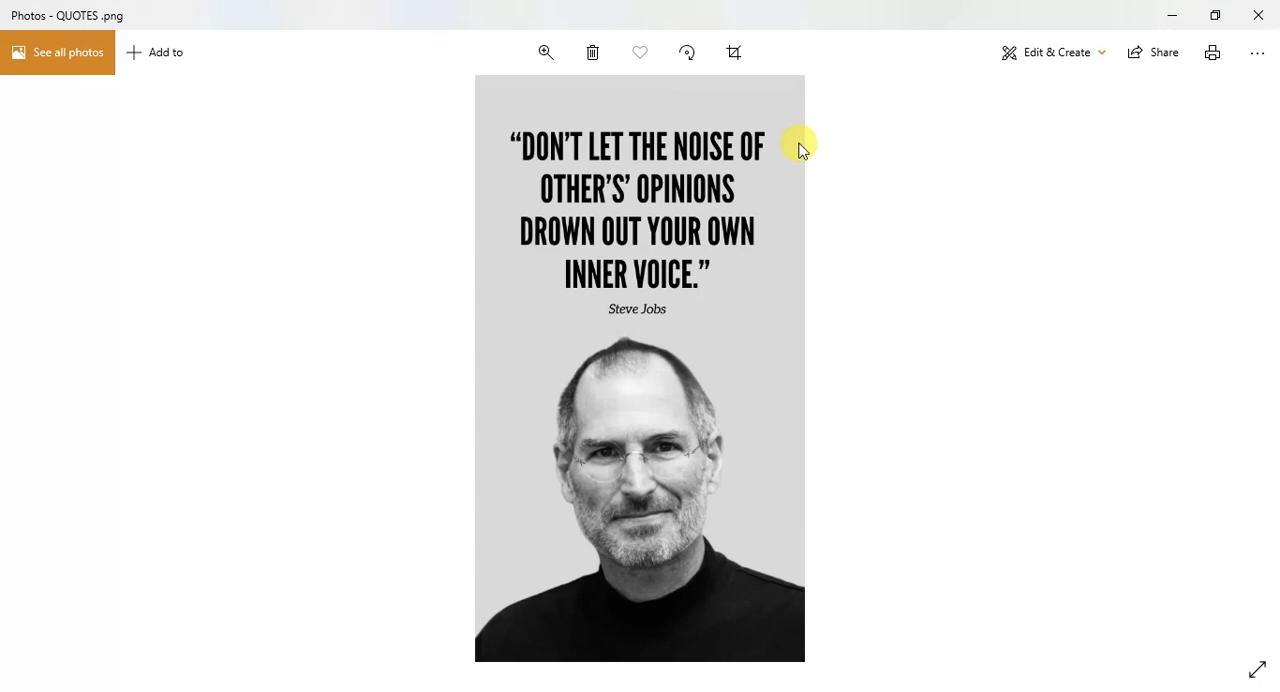 Photos - QUOTES .png
See all photos
Add to
Edit & Create
Share
“DON’T LET THE NOISE OF
OTHER’S’ OPINIONS
DROWN OUT YOUR OWN
INNER VOICE.”
Steve Jobs